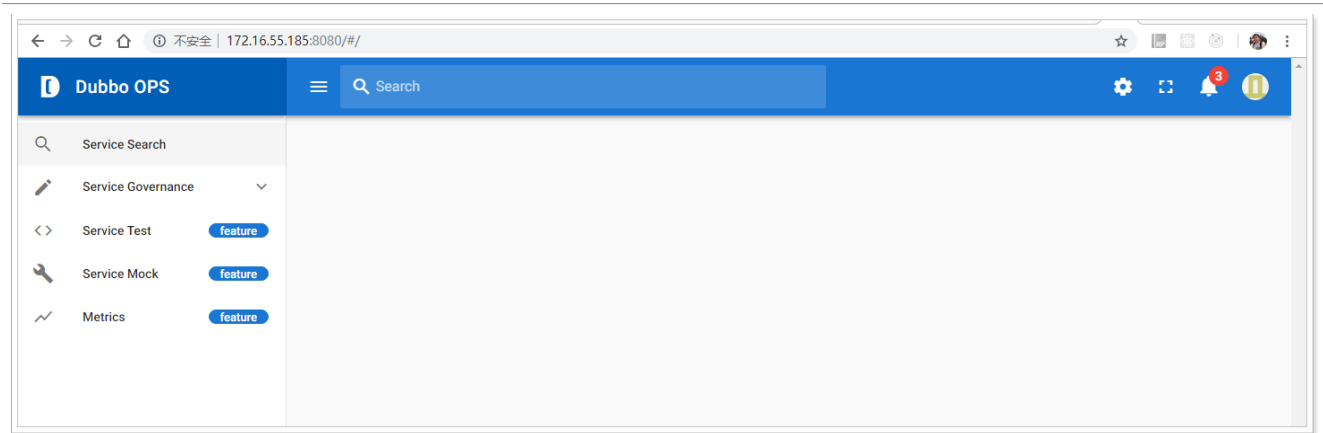 不安全 | 172.16.55.185:8080/#/
Dubbo OPS
Search
3
Service Search
Service Governance
Service Test feature
Service Mock feature
Metrics feature